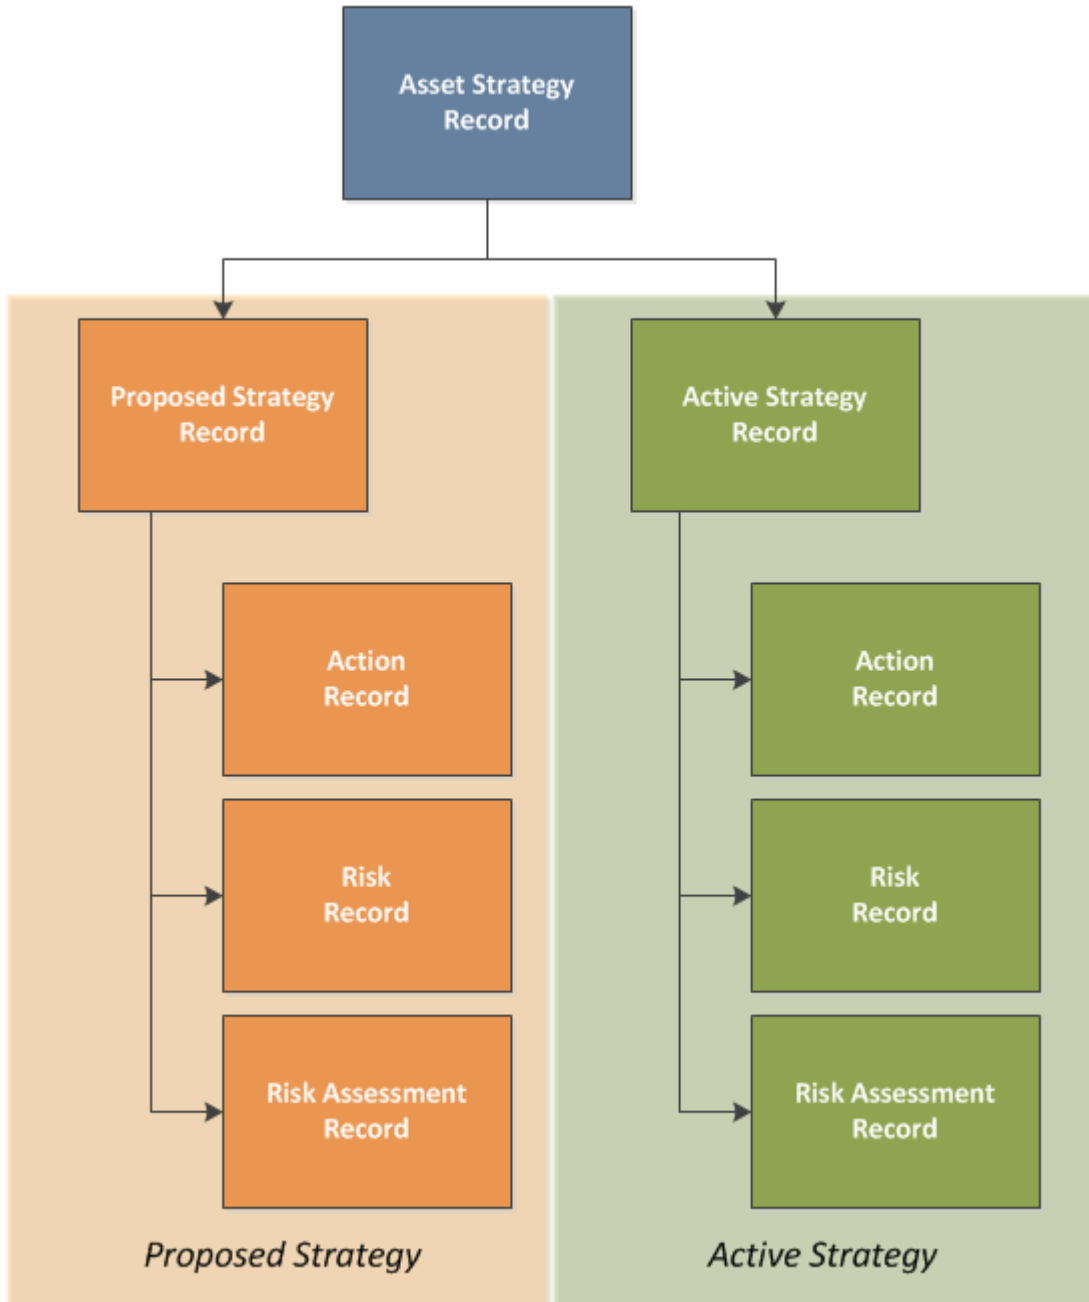 Asset Strategy
Record
Proposed Strategy
Record
Active Strategy
Record
Action
Record
Action
Record
Risk
Record
Risk
Record
Risk Assessment
Record
Risk Assessment
Record
Proposed Strategy
Active Strategy